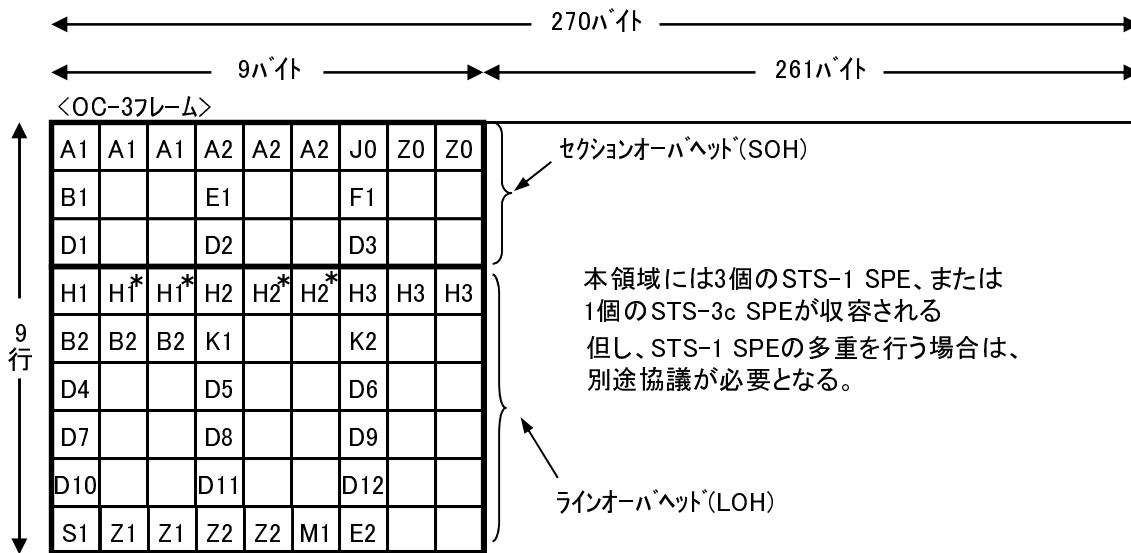 270ﾊﾞｲﾄ
9ﾊﾞｲﾄ 261ﾊﾞｲﾄ
<OC-3ﾌﾚｰﾑ>
A1 A1 A1 A2 A2 A2 J0 Z0 Z0
B1 E1 F1
D1 D2 D3
H1 H1* H1* H2 H2* H2* H3 H3 H3
B2 B2 B2 K1 K2
D4 D5 D6
D7 D8 D9
D10 D11 D12
S1 Z1 Z1 Z2 Z2 M1 E2
9
行
ｾｸｼｮﾝｵｰﾊﾞﾍｯﾄﾞ(SOH)
本領域には3個のSTS-1 SPE、または
1個のSTS-3c SPEが収容される
但し、STS-1 SPEの多重を行う場合は、
別途協議が必要となる。
ﾗｲﾝｵｰﾊﾞﾍｯﾄﾞ(LOH)